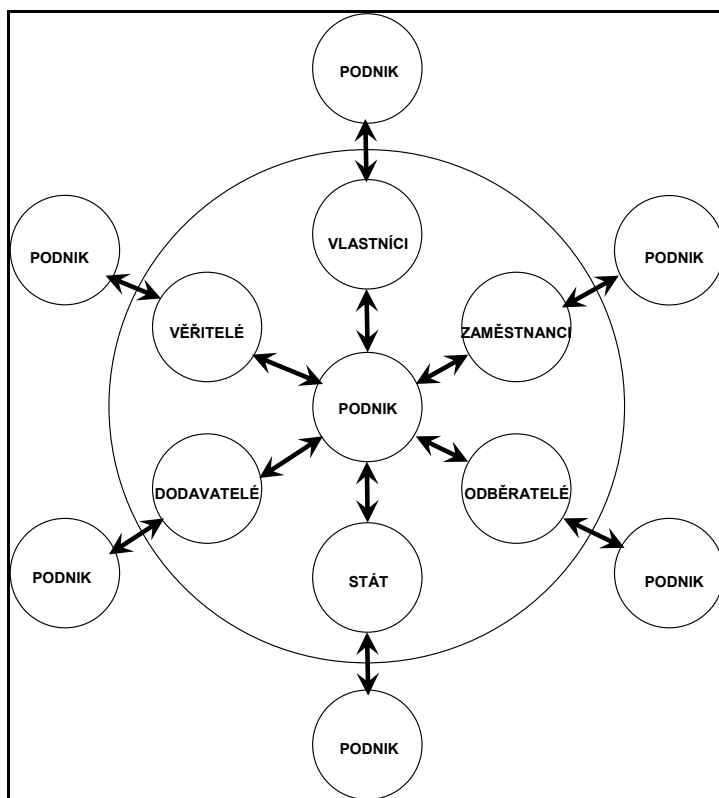 PODNIK
VLASTNÍCI
PODNIK
PODNIK
VĚŘITELÉ
ZAMĚSTNANCI
PODNIK
DODAVATELÉ
ODBĚRATELÉ
PODNIK
STÁT
PODNIK
PODNIK